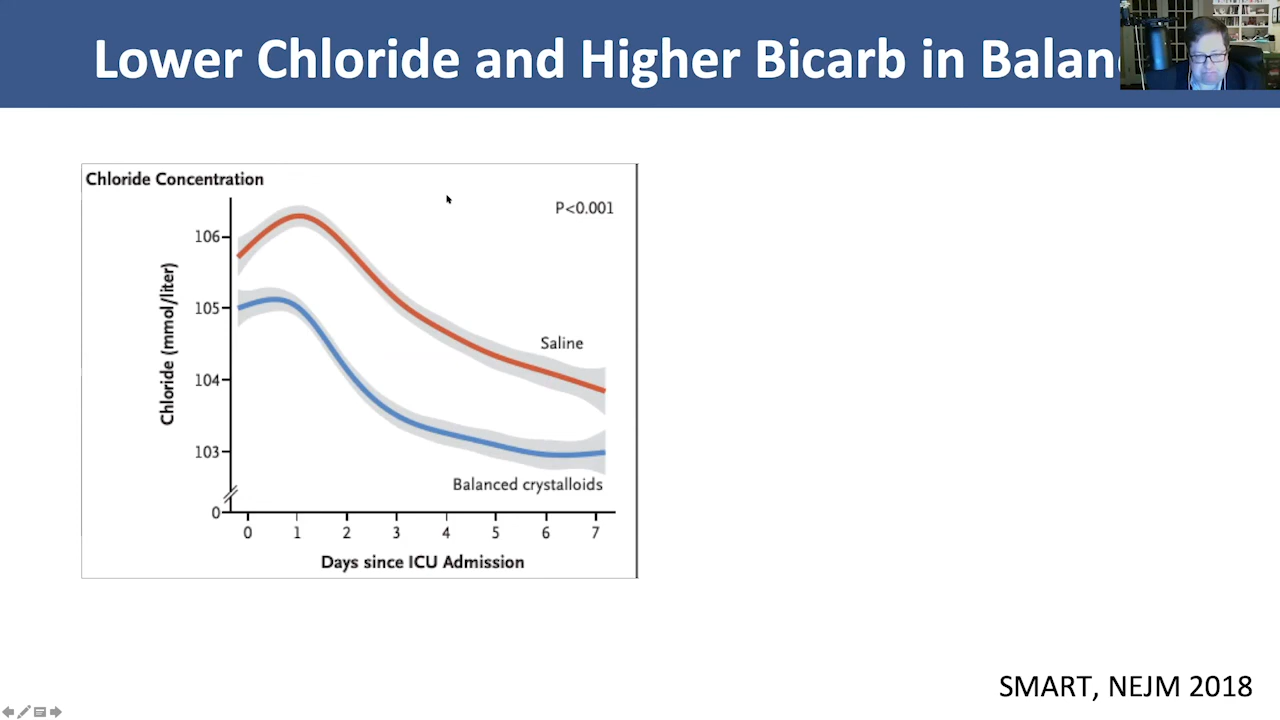 Lower Chloride and Higher Bicarb in
Chloride Concentration
P<0.001
106
105
104
103
0
Chloride (mmol/liter)
Saline
Balanced crystalloids
0 1 2 3 4 5 6 7
Days since ICU Admission
SMART, NEJM 2018